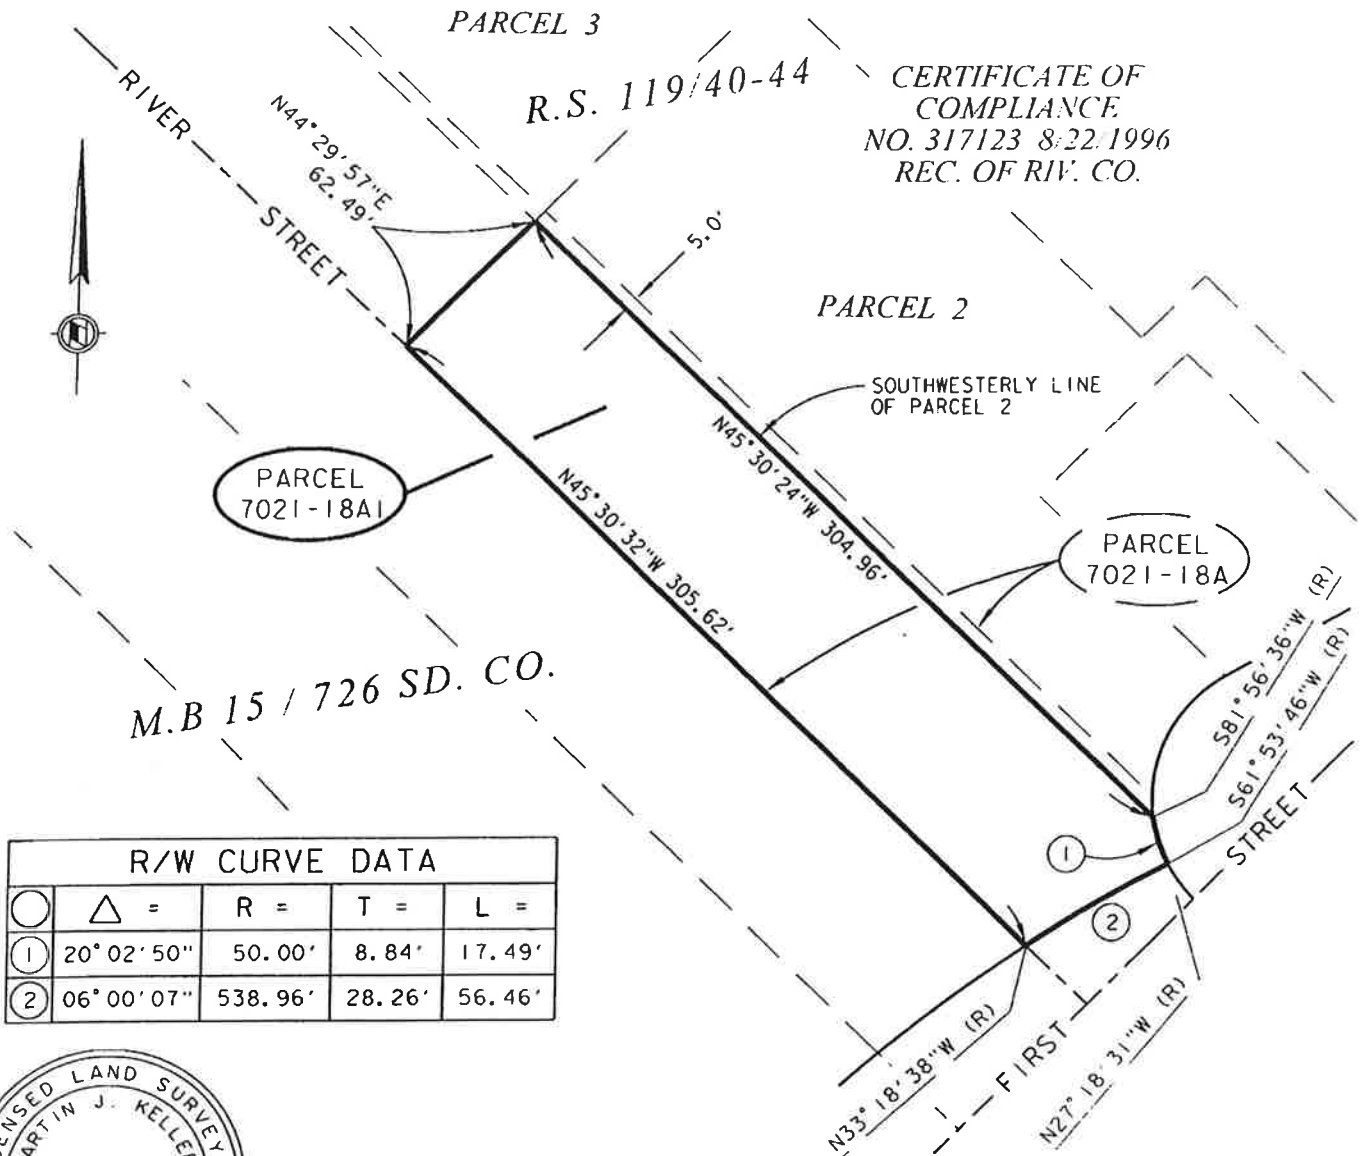 PARCEL 3
R.S. 119/40-44
CERTIFICATE OF
COMPLIANCE
NO. 317123 8/22/1996
REC. OF RIV. CO.
RIVER STREET
N44°29'57"E
62.49'
5.0'
PARCEL 2
SOUTHWESTERLY LINE
OF PARCEL 2
N45°30'24"W 304.96'
PARCEL
7021-18A1
N45°30'32"W 305.62'
PARCEL
7021-18A
S81°56'36"W (R)
S61°53'46"W (R)
M.B 15 / 726 SD. CO.
1
2
FIRST STREET
N33°18'38"W (R)
N27°18'31"W (R)
R/W CURVE DATA
△ = R = T = L =
1 20°02'50" 50.00' 8.84' 17.49'
2 06°00'07" 538.96' 28.26' 56.46'
LAND SURVEY
J. KELLE